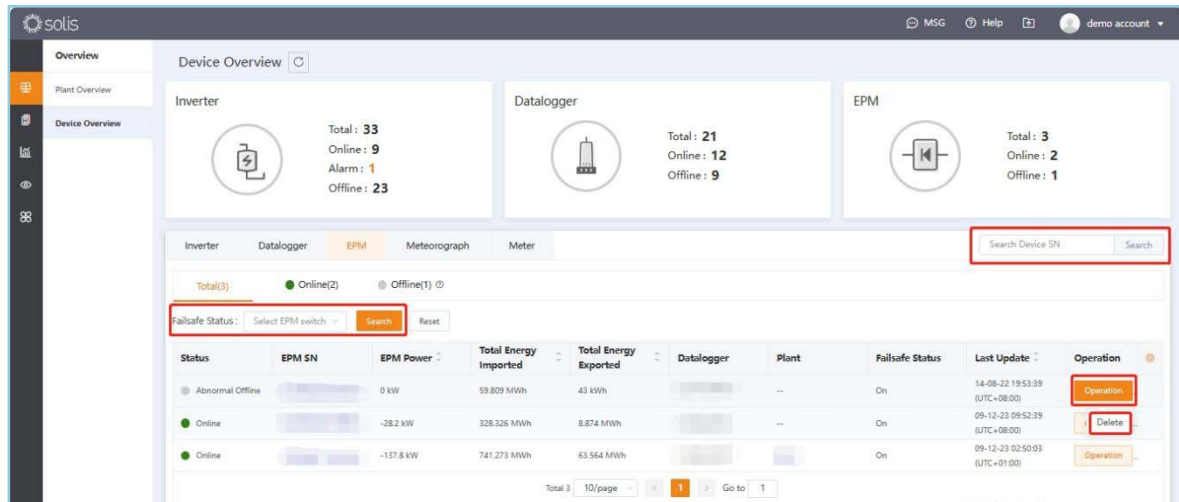 solis
MSG Help demo account
Overview
Plant Overview
Device Overview
Device Overview
Inverter
Total : 33
Online : 9
Alarm : 1
Offline : 23
Datalogger
Total : 21
Online : 12
Offline : 9
EPM
Total : 3
Online : 2
Offline : 1
Inverter Datalogger EPM Meteorograph Meter
Search Device SN Search
Total(3) Online(2) Offline(1)
Failsafe Status : Select EPM switch Search Reset
Status EPM SN EPM Power Total Energy Imported Total Energy Exported Datalogger Plant Failsafe Status Last Update Operation
Abnormal Offline 0 kW 59.809 MWh 43 kWh -- On 14-08-22 19:53:39 (UTC+08:00) Operation
Online -28.2 kW 328.326 MWh 8.874 MWh -- On 09-12-23 09:52:39 (UTC+08:00) Delete
Online -137.8 kW 741.273 MWh 63.564 MWh On 09-12-23 02:50:03 (UTC+01:00) Operation
Total 3 10/page < 1 > Go to 1